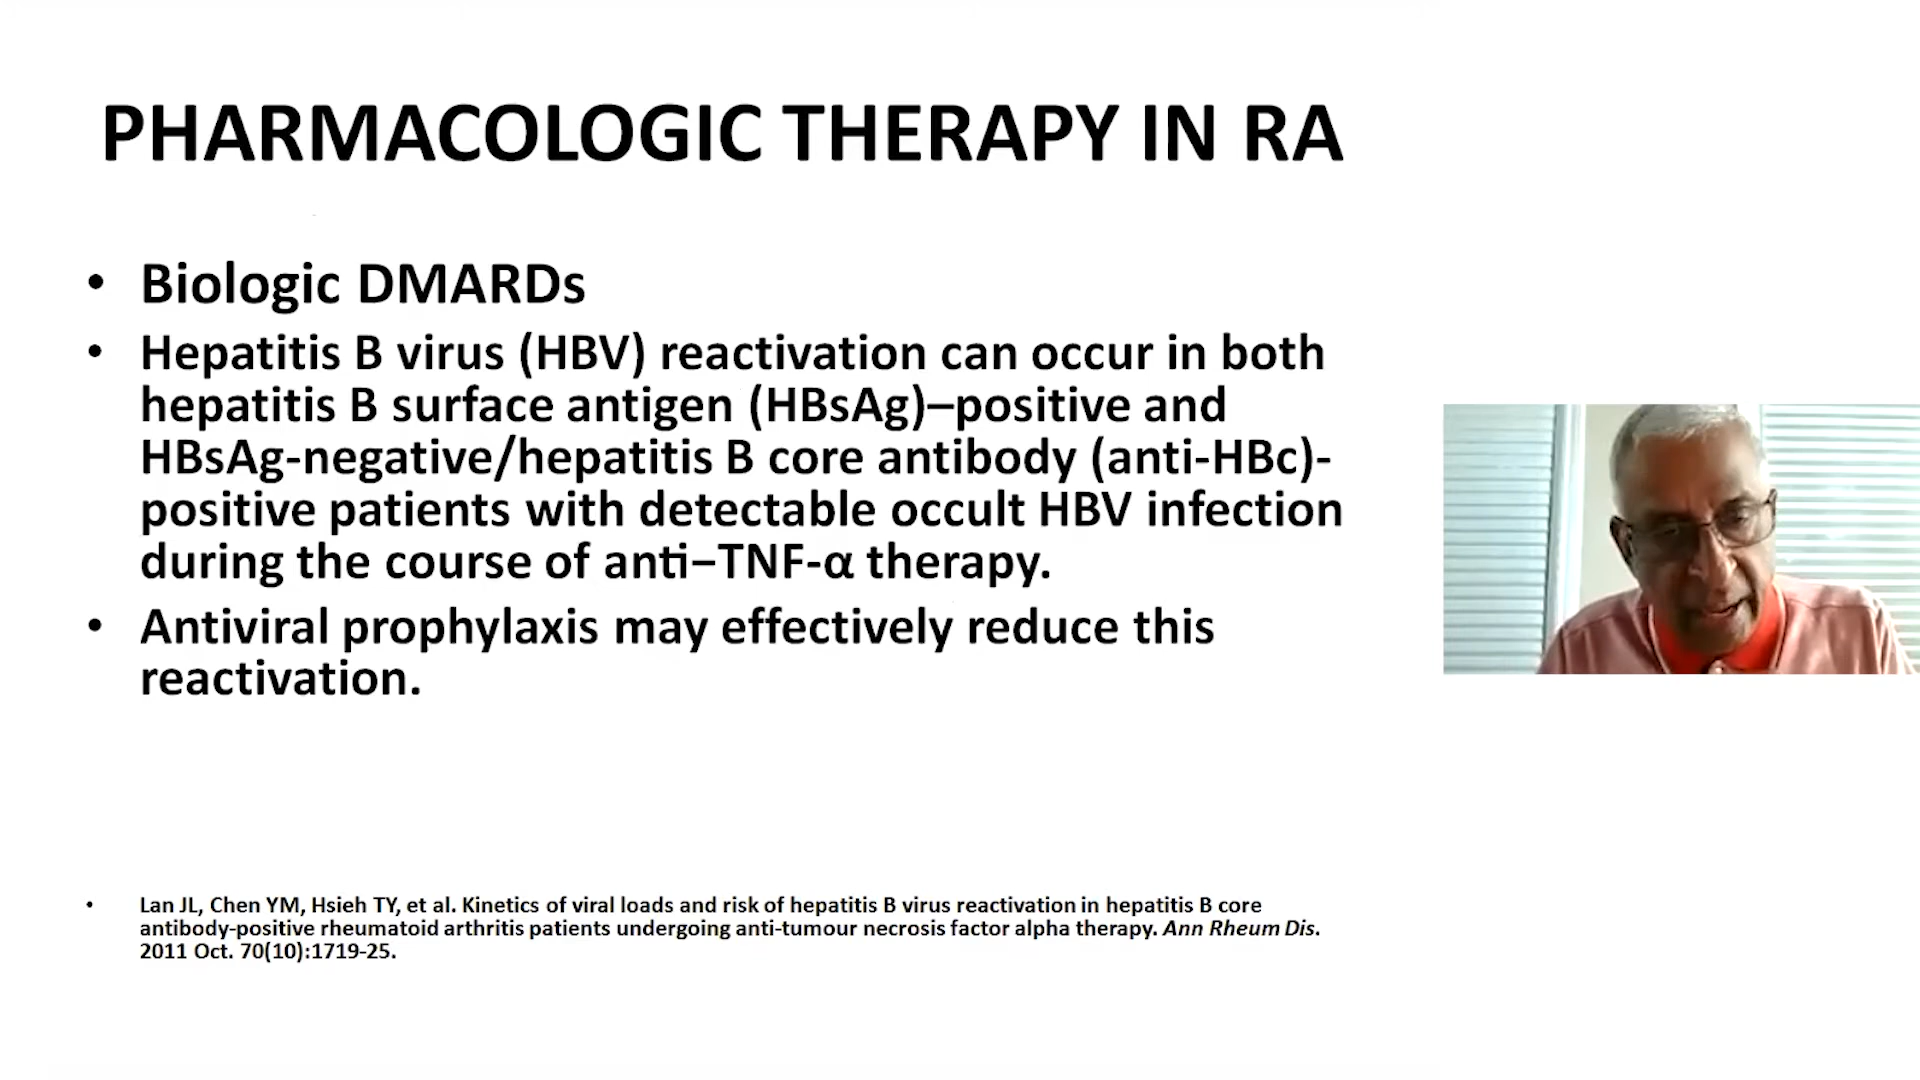 PHARMACOLOGIC THERAPY IN RA
• Biologic DMARDs
• Hepatitis B virus (HBV) reactivation can occur in both
hepatitis B surface antigen (HBsAg)–positive and
HBsAg-negative/hepatitis B core antibody (anti-HBc)-
positive patients with detectable occult HBV infection
during the course of anti−TNF-α therapy.
• Antiviral prophylaxis may effectively reduce this
reactivation.
• Lan JL, Chen YM, Hsieh TY, et al. Kinetics of viral loads and risk of hepatitis B virus reactivation in hepatitis B core
antibody-positive rheumatoid arthritis patients undergoing anti-tumour necrosis factor alpha therapy. Ann Rheum Dis.
2011 Oct. 70(10):1719-25.